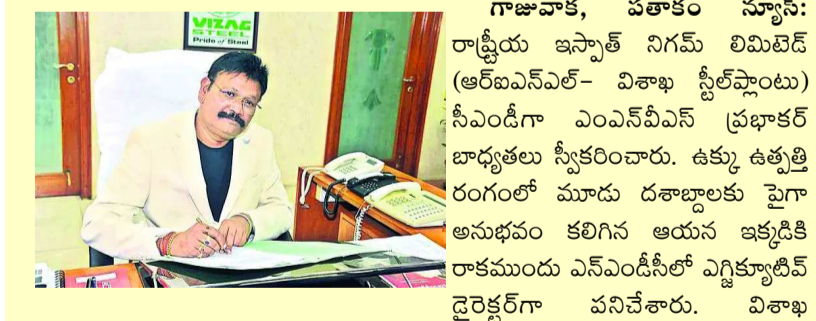 VIZAG
STEEL
Pride of Steel
గాజువాక, పతాకం న్యూస్:
రాష్ట్రీయ ఇస్పాత్ నిగమ్ లిమిటెడ్
(ఆర్ఐఎన్ఎల్– విశాఖ స్టీల్‌ప్లాంటు)
సీఎండీగా ఎంఎన్‌వీఎస్ ప్రభాకర్
బాధ్యతలు స్వీకరించారు. ఉక్కు ఉత్పత్తి
రంగంలో మూడు దశాబ్దాలకు పైగా
అనుభవం కలిగిన ఆయన ఇక్కడికి
రాకముందు ఎన్ఎండీసీలో ఎగ్జిక్యూటివ్
డైరెక్టర్‌గా పనిచేశారు. విశాఖ